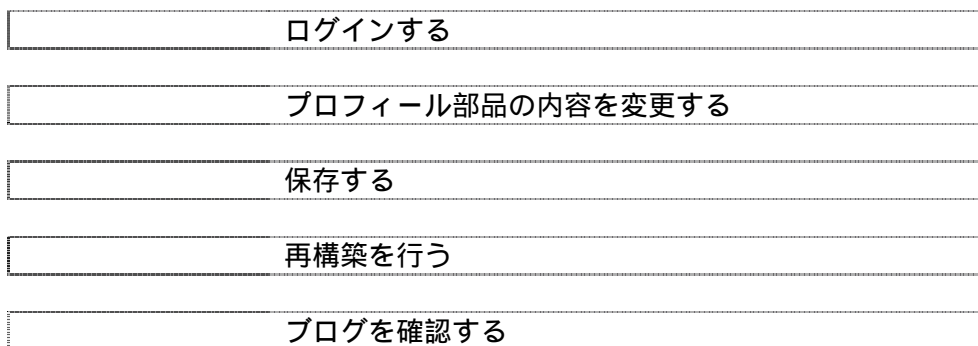 ログインする
プロフィール部品の内容を変更する
保存する
再構築を行う
ブログを確認する